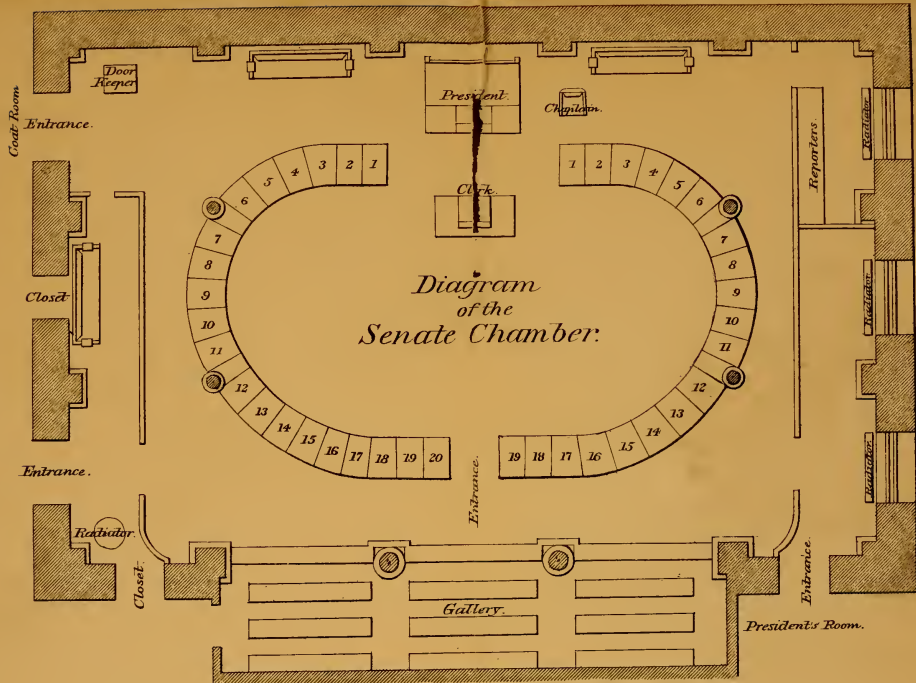 Door
Keeper
Coat Room
Entrance.
President.
Chaplain.
Radiator
Reporters
1
2
3
4
5
6
7
8
9
10
11
12
13
14
15
16
17
18
19
20
Clerk.
1
2
3
4
5
6
7
8
9
10
11
12
13
14
15
16
17
18
19
Diagram
of the
Senate Chamber.
Closet
Radiator
Entrance.
Entrance.
Radiator
Radiator.
Closet.
Gallery.
Entrance.
President's Room.